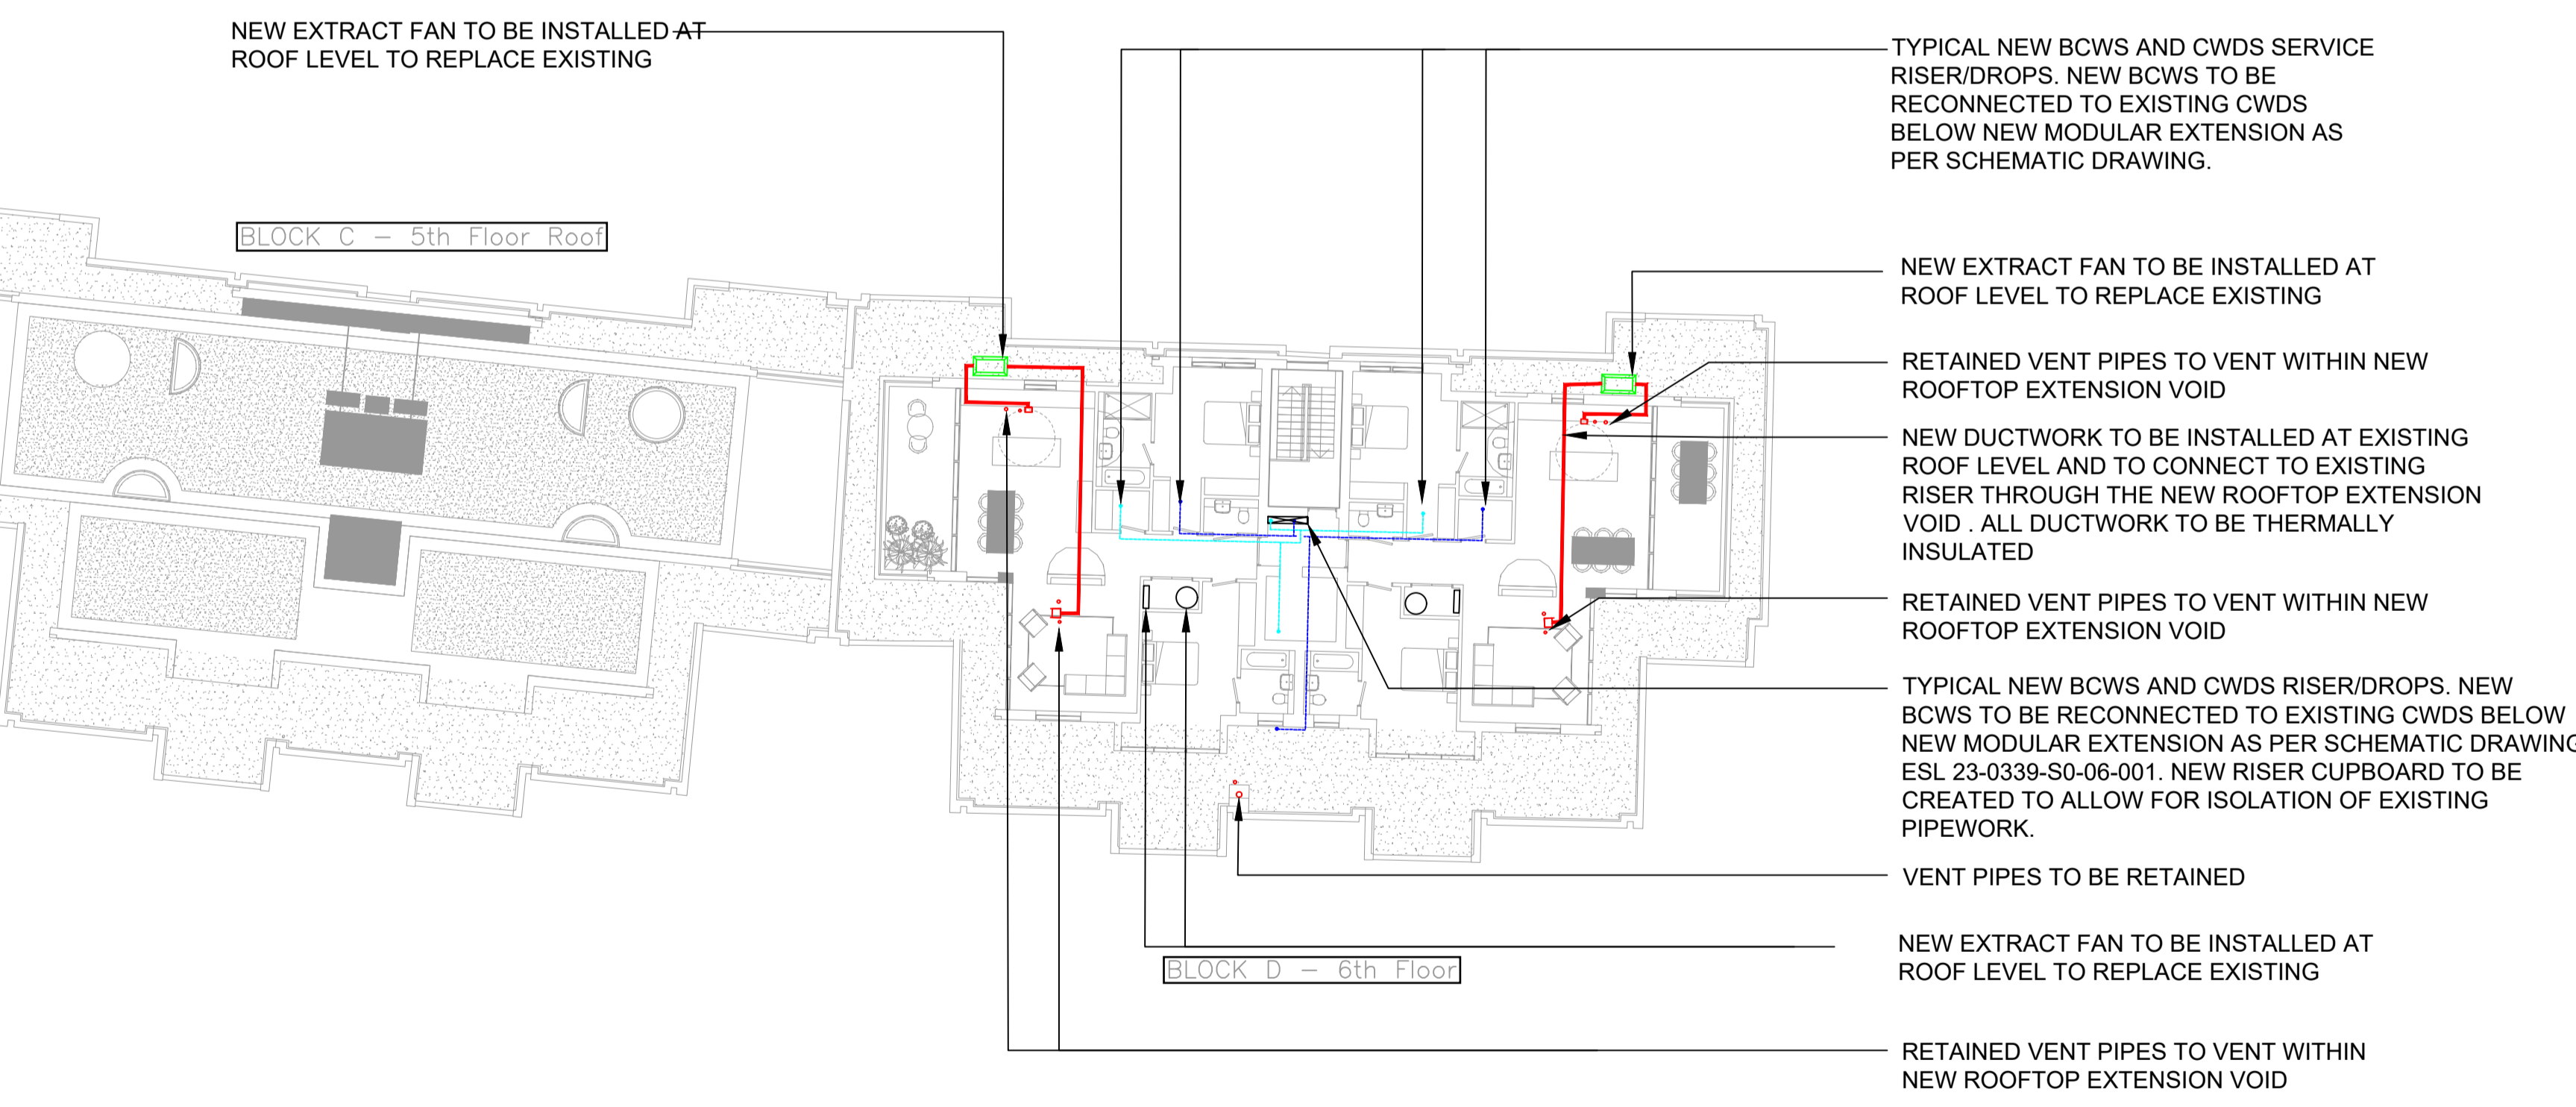 NEW EXTRACT FAN TO BE INSTALLED AT
ROOF LEVEL TO REPLACE EXISTING
TYPICAL NEW BCWS AND CWDS SERVICE
RISER/DROPS. NEW BCWS TO BE
RECONNECTED TO EXISTING CWDS
BELOW NEW MODULAR EXTENSION AS
PER SCHEMATIC DRAWING.
BLOCK C - 5th Floor Roof
NEW EXTRACT FAN TO BE INSTALLED AT
ROOF LEVEL TO REPLACE EXISTING
RETAINED VENT PIPES TO VENT WITHIN NEW
ROOFTOP EXTENSION VOID
NEW DUCTWORK TO BE INSTALLED AT EXISTING
ROOF LEVEL AND TO CONNECT TO EXISTING
RISER THROUGH THE NEW ROOFTOP EXTENSION
VOID . ALL DUCTWORK TO BE THERMALLY
INSULATED
RETAINED VENT PIPES TO VENT WITHIN NEW
ROOFTOP EXTENSION VOID
TYPICAL NEW BCWS AND CWDS RISER/DROPS. NEW
BCWS TO BE RECONNECTED TO EXISTING CWDS BELOW
NEW MODULAR EXTENSION AS PER SCHEMATIC DRAWING
ESL 23-0339-S0-06-001. NEW RISER CUPBOARD TO BE
CREATED TO ALLOW FOR ISOLATION OF EXISTING
PIPEWORK.
VENT PIPES TO BE RETAINED
NEW EXTRACT FAN TO BE INSTALLED AT
ROOF LEVEL TO REPLACE EXISTING
BLOCK D - 6th Floor
RETAINED VENT PIPES TO VENT WITHIN
NEW ROOFTOP EXTENSION VOID